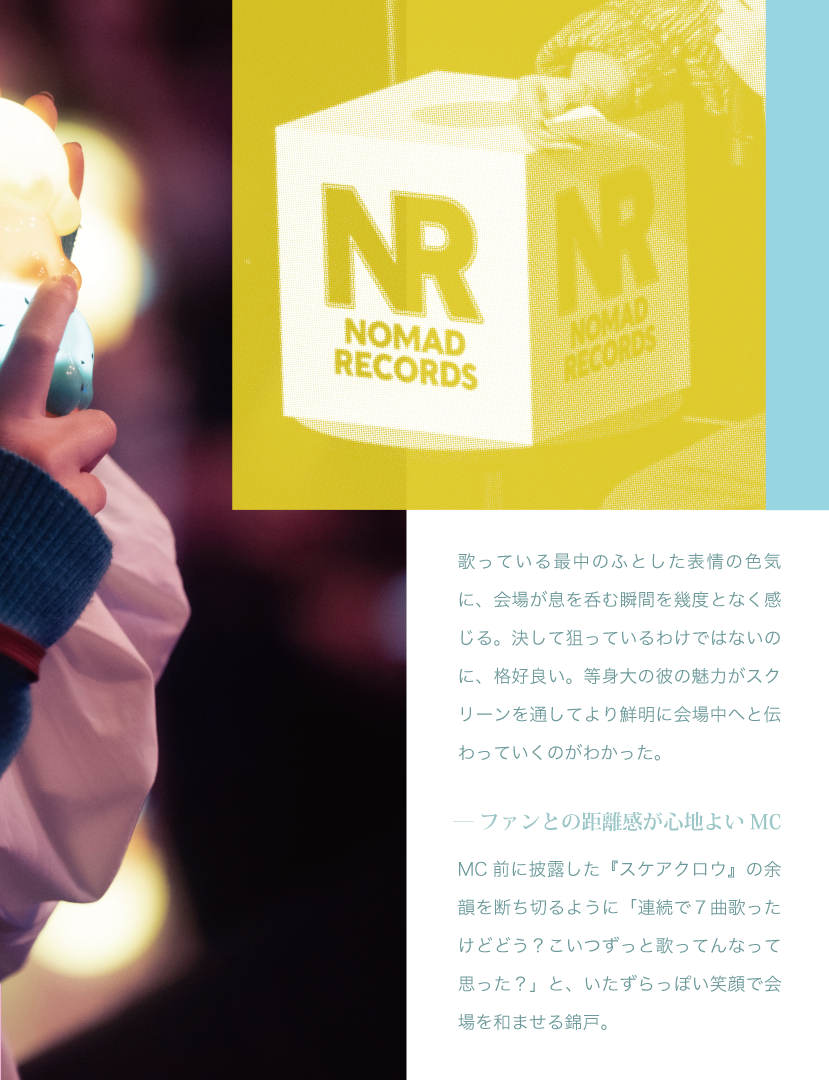 NR
NOMAD
RECORDS
NR
NOMAD
RECORDS
歌っている最中のふとした表情の色気
に、会場が息を呑む瞬間を幾度となく感
じる。決して狙っているわけではないの
に、格好良い。等身大の彼の魅力がスク
リーンを通してより鮮明に会場中へと伝
わっていくのがわかった。
― ファンとの距離感が心地よい MC
MC 前に披露した『スケアクロウ』の余
韻を断ち切るように「連続で７曲歌った
けどどう？こいつずっと歌ってんなって
思った？」と、いたずらっぽい笑顔で会
場を和ませる錦戸。